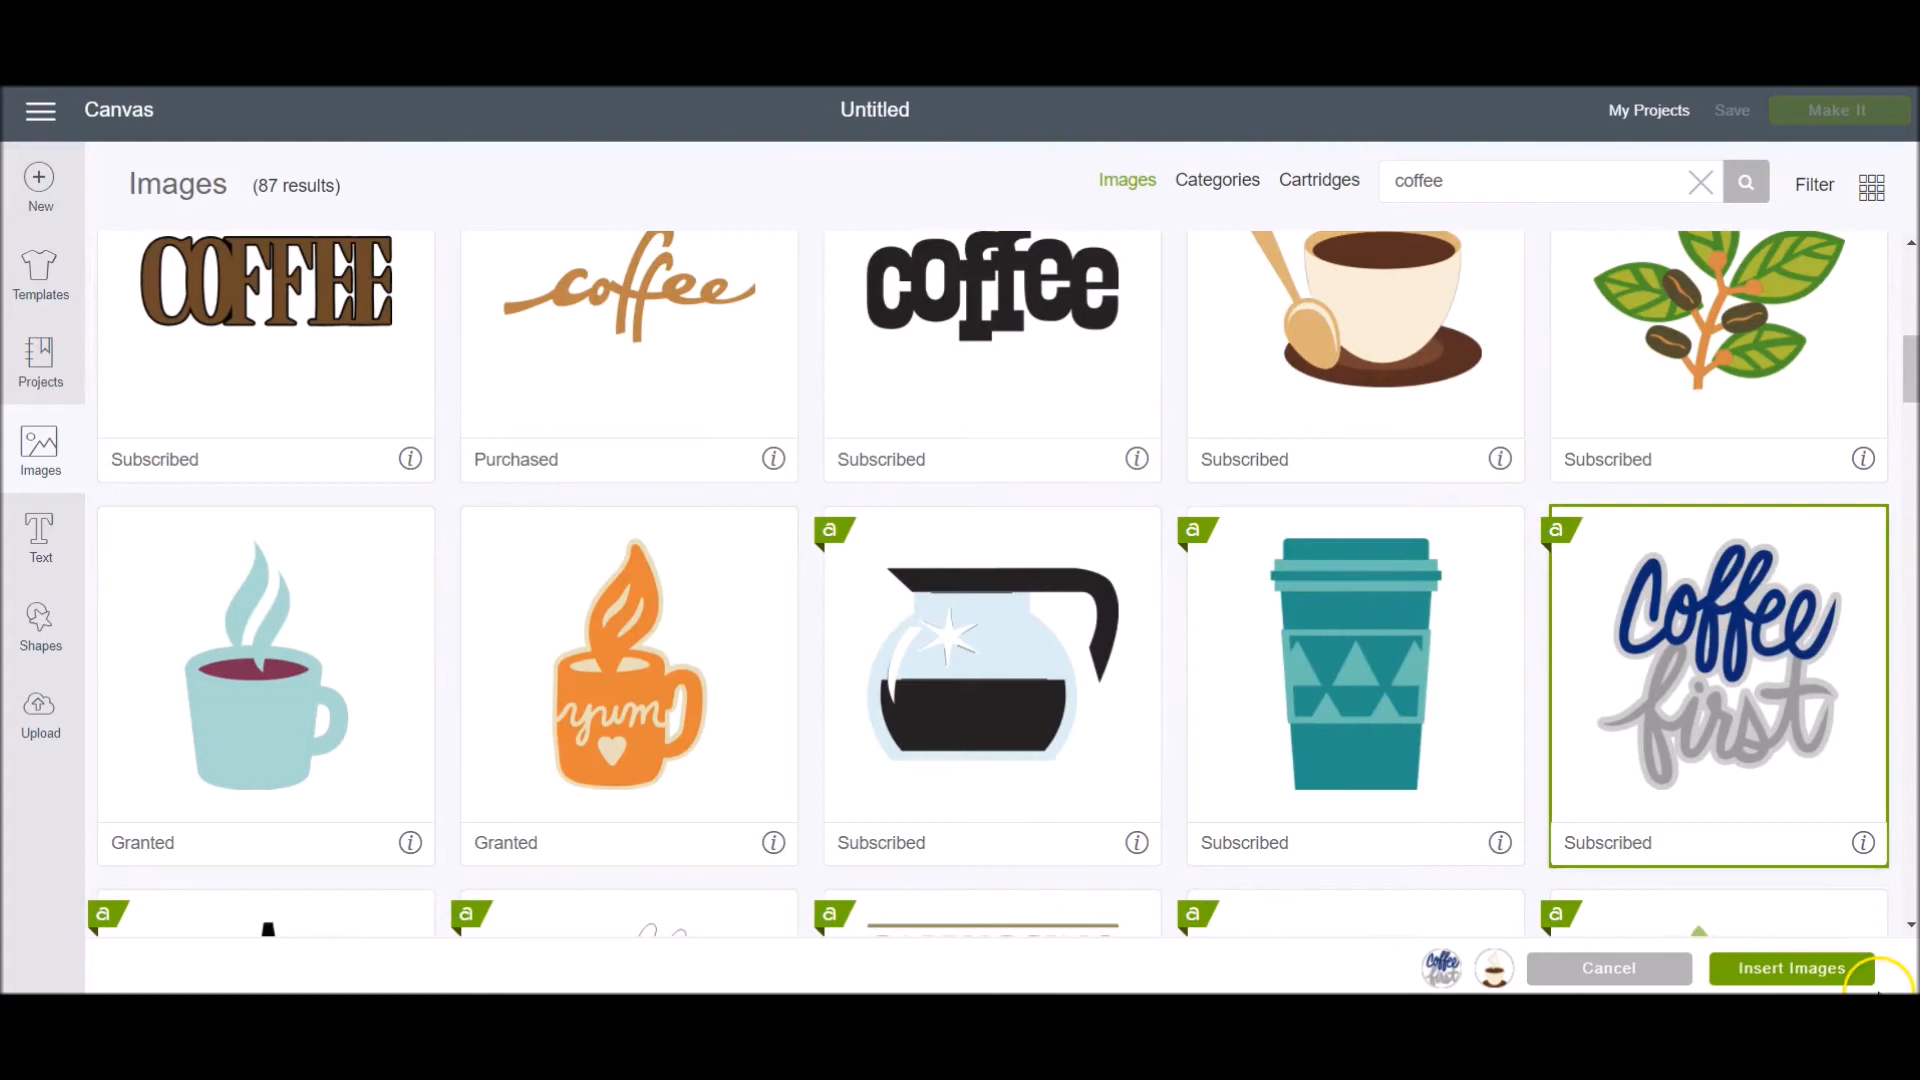 Canvas
Untitled
My Projects
Save
Make It
New
Templates
Projects
Images
Text
Shapes
Upload
Images (87 results)
Images
Categories
Cartridges
coffee
Filter
COFFEE
coffee
coffee
Subscribed
Purchased
Subscribed
Subscribed
Subscribed
a
a
a
yum
Coffee
first
Granted
Granted
Subscribed
Subscribed
Subscribed
a
a
a
a
a
Coffee
first
Cancel
Insert Images